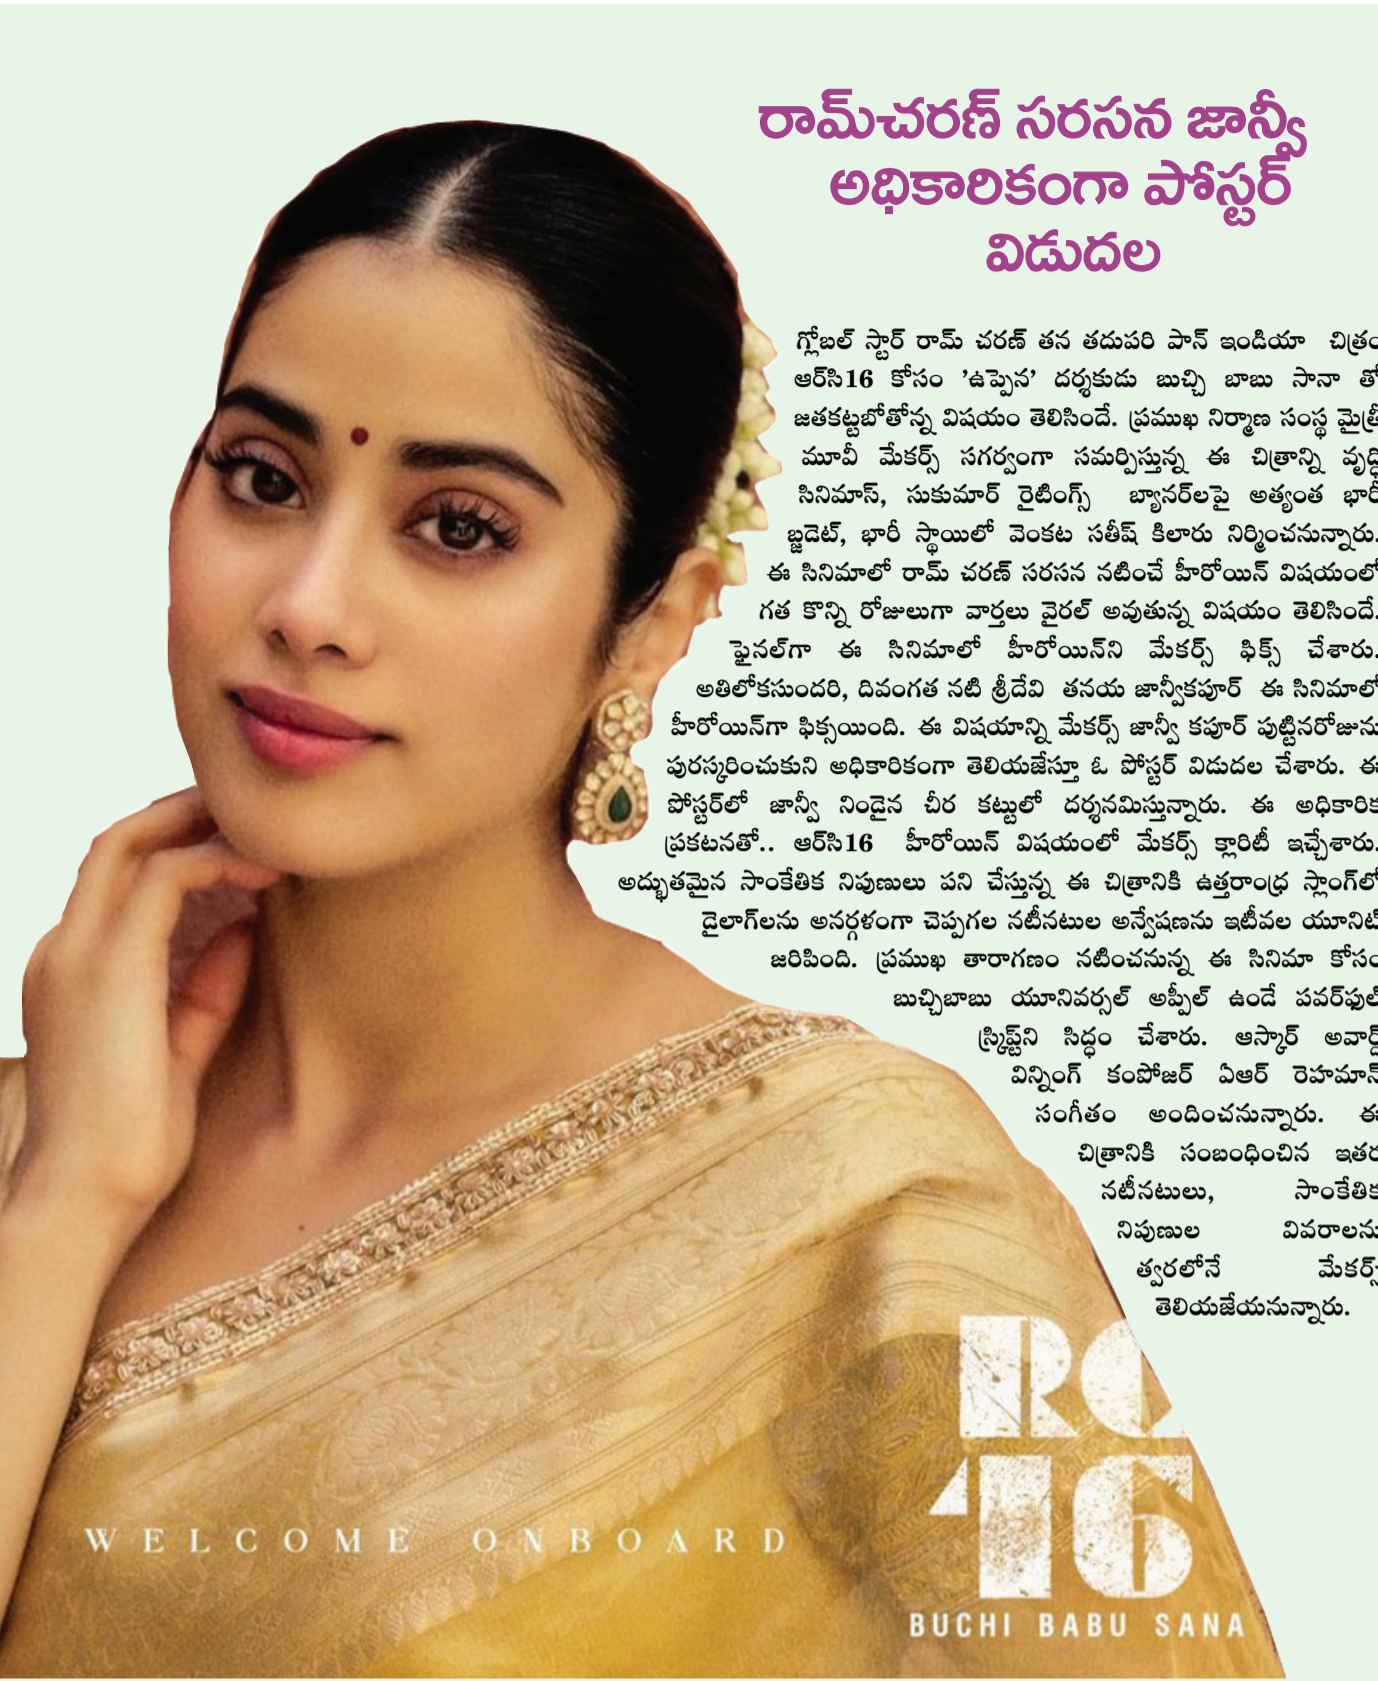 రామ్‌చరణ్ సరసన జాన్వీ
అధికారికంగా పోస్టర్
విడుదల
గ్లోబల్ స్టార్ రామ్ చరణ్ తన తదుపరి పాన్ ఇండియా చిత్రం
ఆర్‌సి16 కోసం 'ఉప్పెన' దర్శకుడు బుచ్చి బాబు సానా తో
జతకట్టబోతోన్న విషయం తెలిసిందే. ప్రముఖ నిర్మాణ సంస్థ మైత్రీ
మూవీ మేకర్స్ సగర్వంగా సమర్పిస్తున్న ఈ చిత్రాన్ని వృద్ధి
సినిమాస్, సుకుమార్ రైటింగ్స్ బ్యానర్‌లపై అత్యంత భారీ
బ్జడెట్, భారీ స్థాయిలో వెంకట సతీష్ కిలారు నిర్మించనున్నారు.
ఈ సినిమాలో రామ్ చరణ్ సరసన నటించే హీరోయిన్ విషయంలో
గత కొన్ని రోజులుగా వార్తలు వైరల్ అవుతున్న విషయం తెలిసిందే.
ఫైనల్‌గా ఈ సినిమాలో హీరోయిన్‌ని మేకర్స్ ఫిక్స్ చేశారు.
అతిలోకసుందరి, దివంగత నటి శ్రీదేవి తనయ జాన్వీకపూర్ ఈ సినిమాలో
హీరోయిన్‌గా ఫిక్సయింది. ఈ విషయాన్ని మేకర్స్ జాన్వీ కపూర్ పుట్టినరోజును
పురస్కరించుకుని అధికారికంగా తెలియజేస్తూ ఓ పోస్టర్ విడుదల చేశారు. ఈ
పోస్టర్‌లో జాన్వీ నిండైన చీర కట్టులో దర్శనమిస్తున్నారు. ఈ అధికారిక
ప్రకటనతో.. ఆర్‌సి16 హీరోయిన్ విషయంలో మేకర్స్ క్లారిటీ ఇచ్చేశారు.
అద్భుతమైన సాంకేతిక నిపుణులు పని చేస్తున్న ఈ చిత్రానికి ఉత్తరాంధ్ర స్లాంగ్‌లో
డైలాగ్‌లను అనర్గళంగా చెప్పగల నటీనటుల అన్వేషణను ఇటీవల యూనిట్
జరిపింది. ప్రముఖ తారాగణం నటించనున్న ఈ సినిమా కోసం
బుచ్చిబాబు యూనివర్సల్ అప్పీల్ ఉండే పవర్‌ఫుల్
స్క్రిప్ట్‌ని సిద్ధం చేశారు. ఆస్కార్ అవార్డ్
విన్నింగ్ కంపోజర్ ఏఆర్ రెహమాన్
సంగీతం అందించనున్నారు. ఈ
చిత్రానికి సంబంధించిన ఇతర
నటీనటులు, సాంకేతిక
నిపుణుల వివరాలను
త్వరలోనే మేకర్స్
తెలియజేయనున్నారు.
RC
16
WELCOME ONBOARD
BUCHI BABU SANA